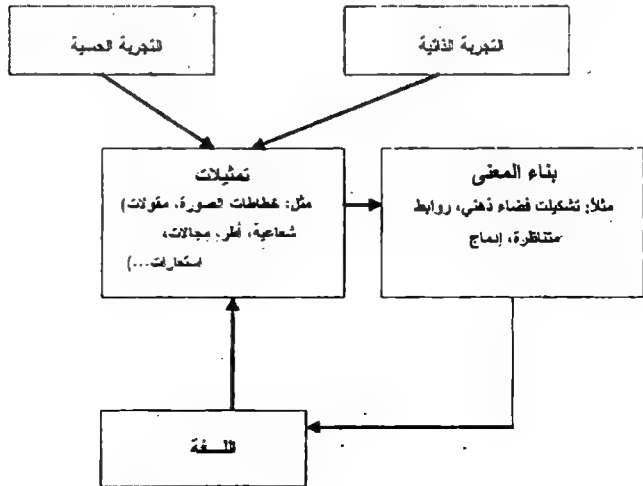 التجربة الذاتية
التجربة الحسية
تمثيلات
(مثل: خطاطات الصورة، مقولات
شعاعية، أطر، مجالات،
استعارات...)
بناء المعنى
مثلاً: تشكيلات فضاء ذهني، روابط
متناظرة، إدماج
اللـــغة